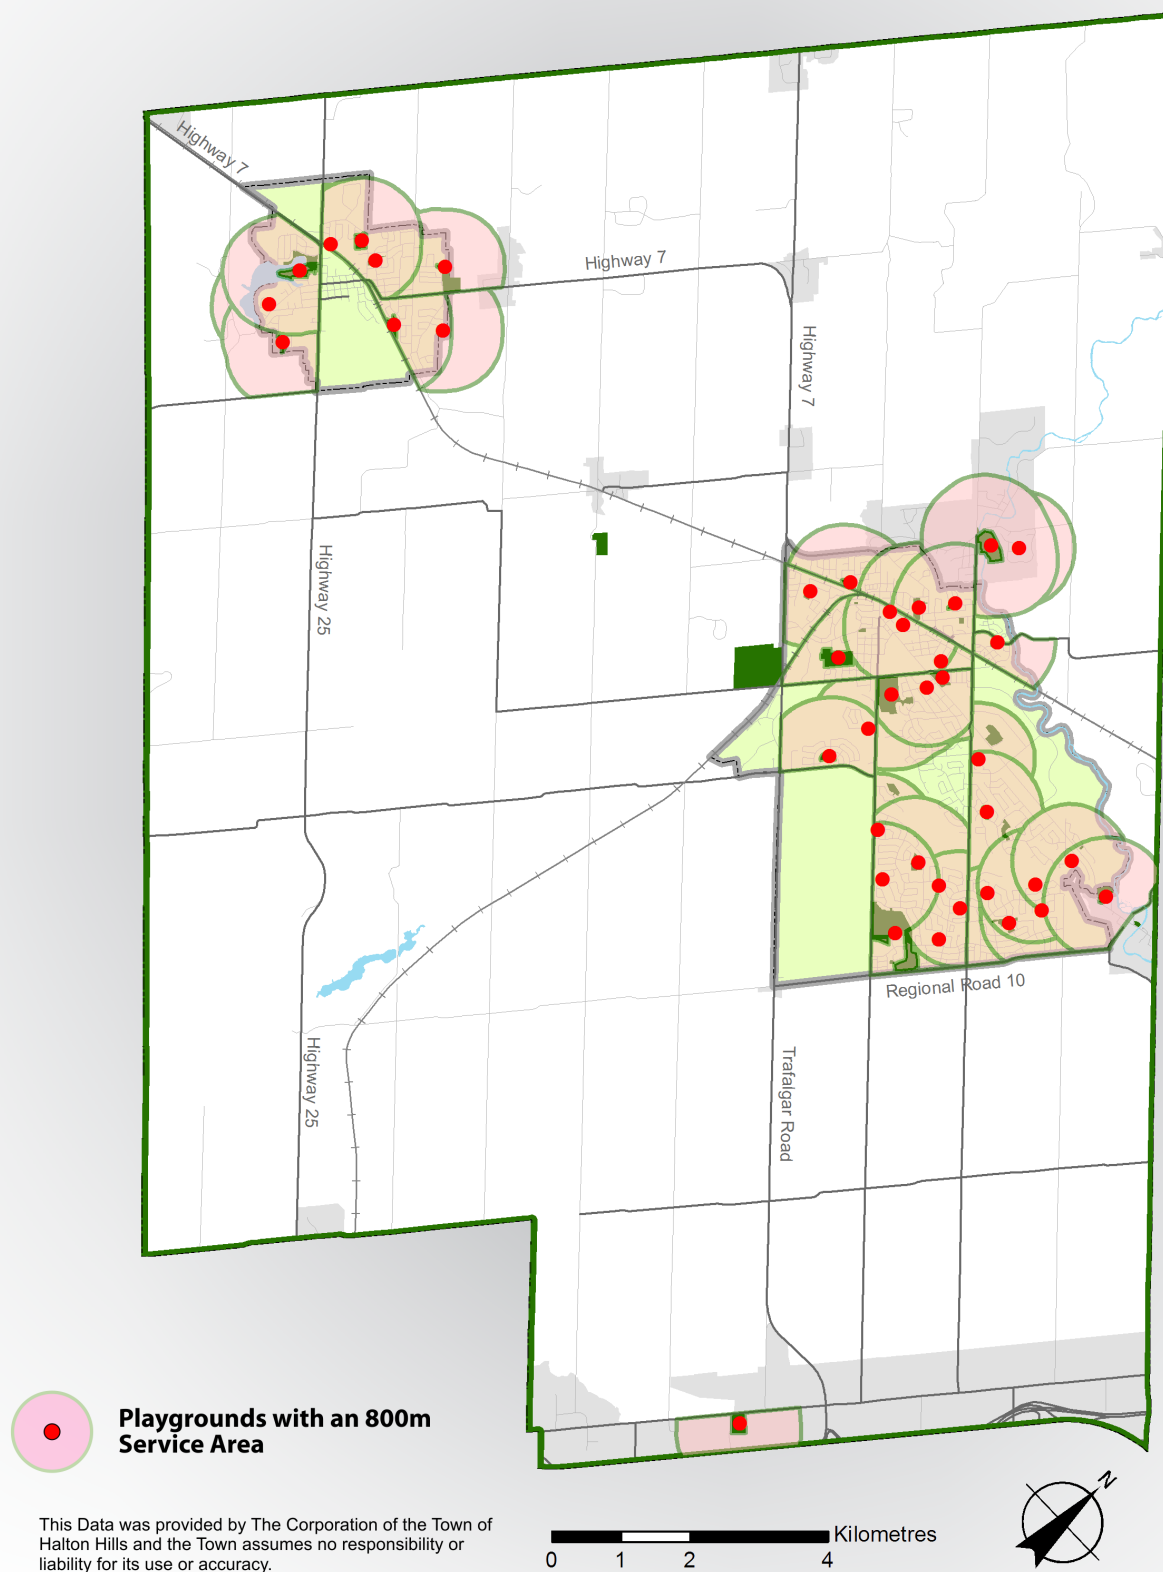 Highway 7
Highway 7
Highway 7
Highway 25
Regional Road 10
Highway 25
Trafalgar Road
Playgrounds with an 800m
Service Area
N
This Data was provided by The Corporation of the Town of
Halton Hills and the Town assumes no responsibility or
liability for its use or accuracy.
Kilometres
0 1 2 4